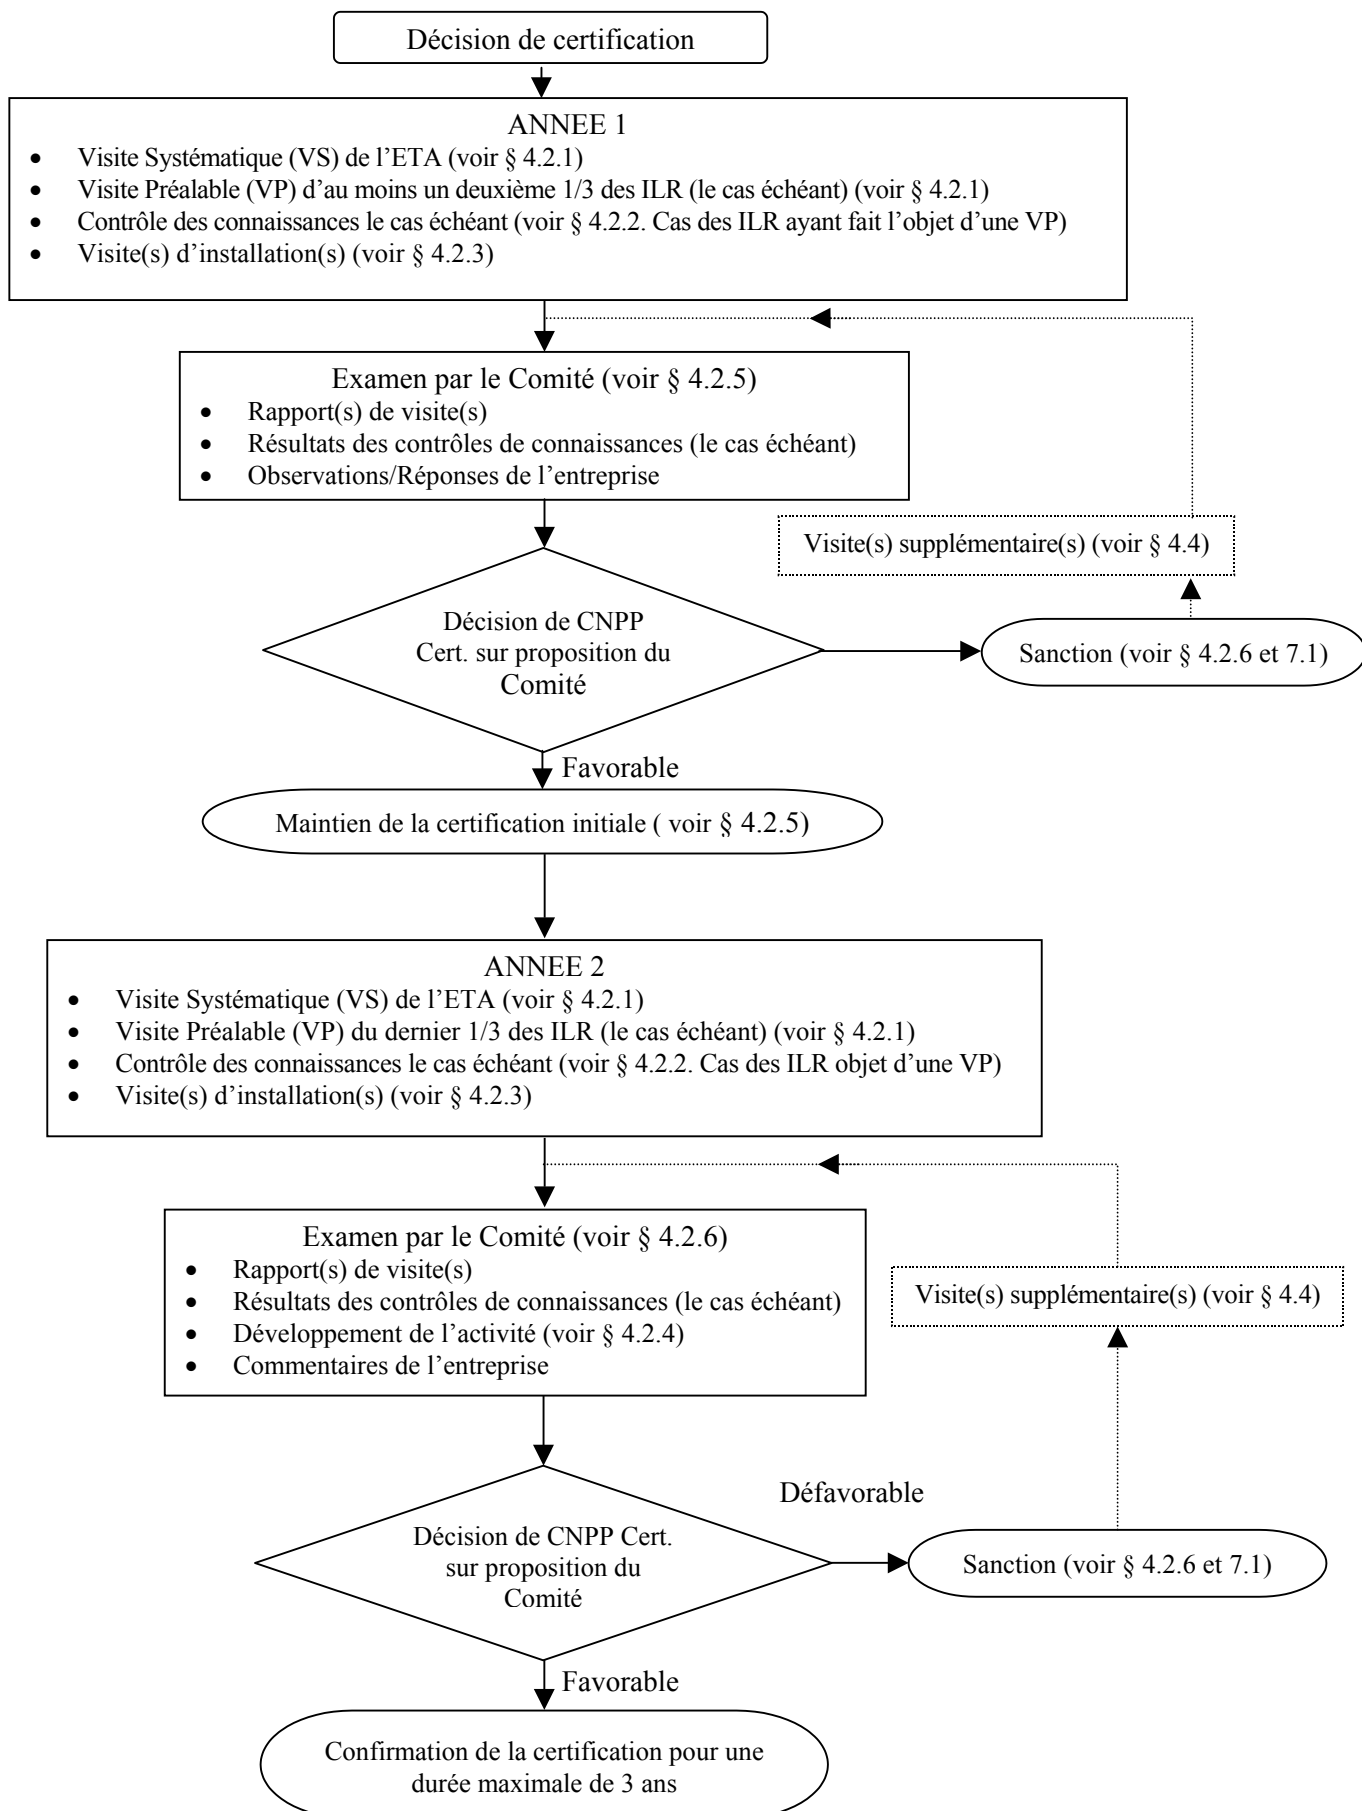 Décision de certification
ANNEE 1
• Visite Systématique (VS) de l’ETA (voir § 4.2.1)
• Visite Préalable (VP) d’au moins un deuxième 1/3 des ILR (le cas échéant) (voir § 4.2.1)
• Contrôle des connaissances le cas échéant (voir § 4.2.2. Cas des ILR ayant fait l’objet d’une VP)
• Visite(s) d’installation(s) (voir § 4.2.3)
Examen par le Comité (voir § 4.2.5)
• Rapport(s) de visite(s)
• Résultats des contrôles de connaissances (le cas échéant)
• Observations/Réponses de l’entreprise
Visite(s) supplémentaire(s) (voir § 4.4)
Décision de CNPP
Cert. sur proposition du
Comité
Sanction (voir § 4.2.6 et 7.1)
Favorable
Maintien de la certification initiale ( voir § 4.2.5)
ANNEE 2
• Visite Systématique (VS) de l’ETA (voir § 4.2.1)
• Visite Préalable (VP) du dernier 1/3 des ILR (le cas échéant) (voir § 4.2.1)
• Contrôle des connaissances le cas échéant (voir § 4.2.2. Cas des ILR objet d’une VP)
• Visite(s) d’installation(s) (voir § 4.2.3)
Examen par le Comité (voir § 4.2.6)
• Rapport(s) de visite(s)
• Résultats des contrôles de connaissances (le cas échéant)
• Développement de l’activité (voir § 4.2.4)
• Commentaires de l’entreprise
Visite(s) supplémentaire(s) (voir § 4.4)
Défavorable
Décision de CNPP Cert.
sur proposition du
Comité
Sanction (voir § 4.2.6 et 7.1)
Favorable
Confirmation de la certification pour une
durée maximale de 3 ans